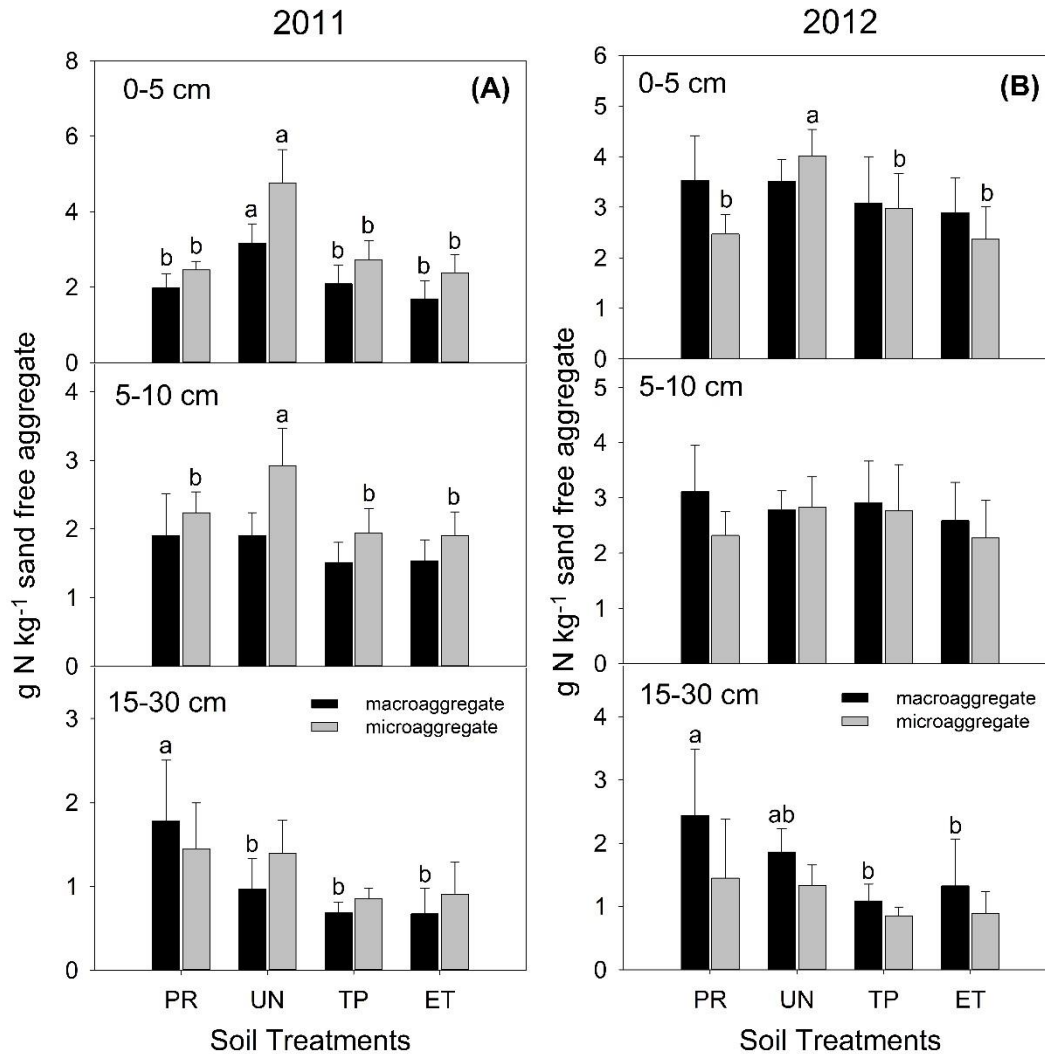 2011
2012
g N kg⁻¹ sand free aggregate
0-5 cm
(A)
8
6
4
2
0
b b
a a
b b
b b
5-10 cm
4
3
2
1
0
b
a
b
b
15-30 cm
macroaggregate
microaggregate
3
2
1
0
a
b
b
b
PR UN TP ET
Soil Treatments
g N kg⁻¹ sand free aggregate
0-5 cm
(B)
6
5
4
3
2
1
0
b
a
b
b
5-10 cm
5
4
3
2
1
0
15-30 cm
macroaggregate
microaggregate
4
3
2
1
0
a
ab
b
b
PR UN TP ET
Soil Treatments